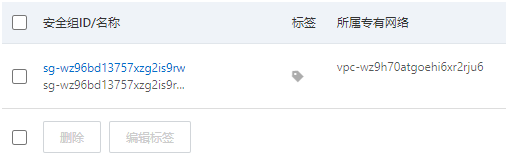 安全组ID/名称 标签 所属专有网络
sg-wz96bd13757xzg2is9rw vpc-wz9h70atgoehi6xr2rju6
sg-wz96bd13757xzg2is9r...
删除 编辑标签